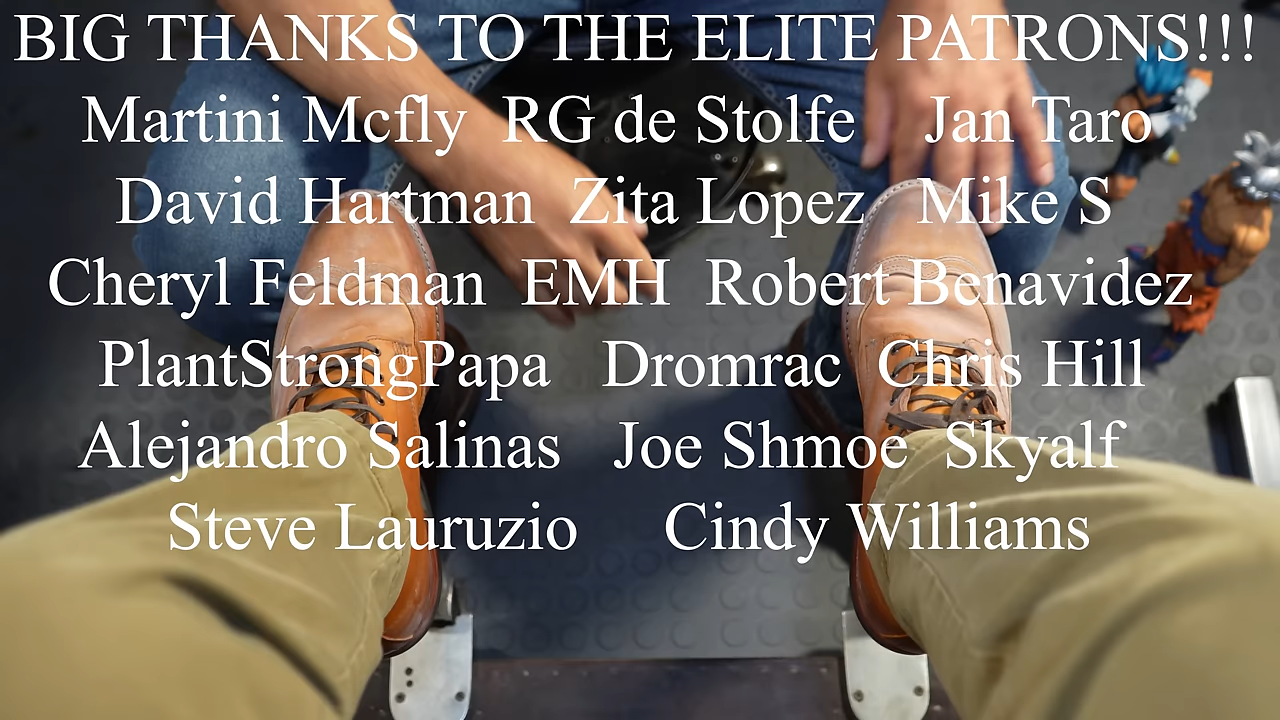 BIG THANKS TO THE ELITE PATRONS!!!
Martini Mcfly RG de Stolfe Jan Taro
David Hartman Zita Lopez Mike S
Cheryl Feldman EMH Robert Benavidez
PlantStrongPapa Dromrac Chris Hill
Alejandro Salinas Joe Shmoe Skyalf
Steve Lauruzio Cindy Williams